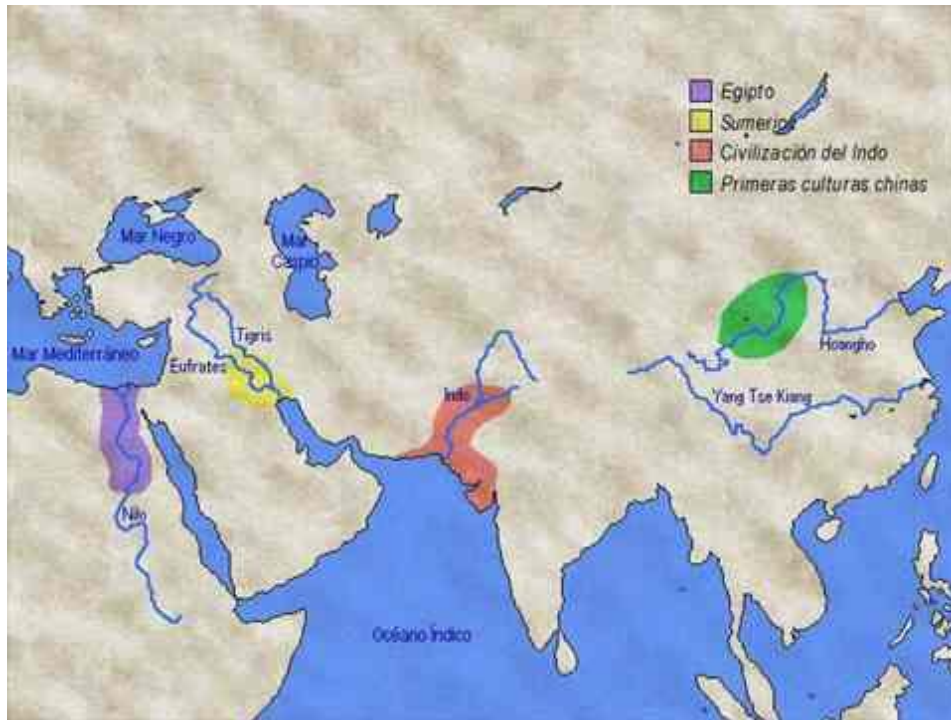 Egipto
Sumerios
Civilización del Indo
Primeras culturas chinas
Mar Negro
Mar
Caspio
Tigris
Mar Mediterráneo
Eufrates
Indo
Hoangho
Yang Tse Kiang
Nilo
Océano Índico